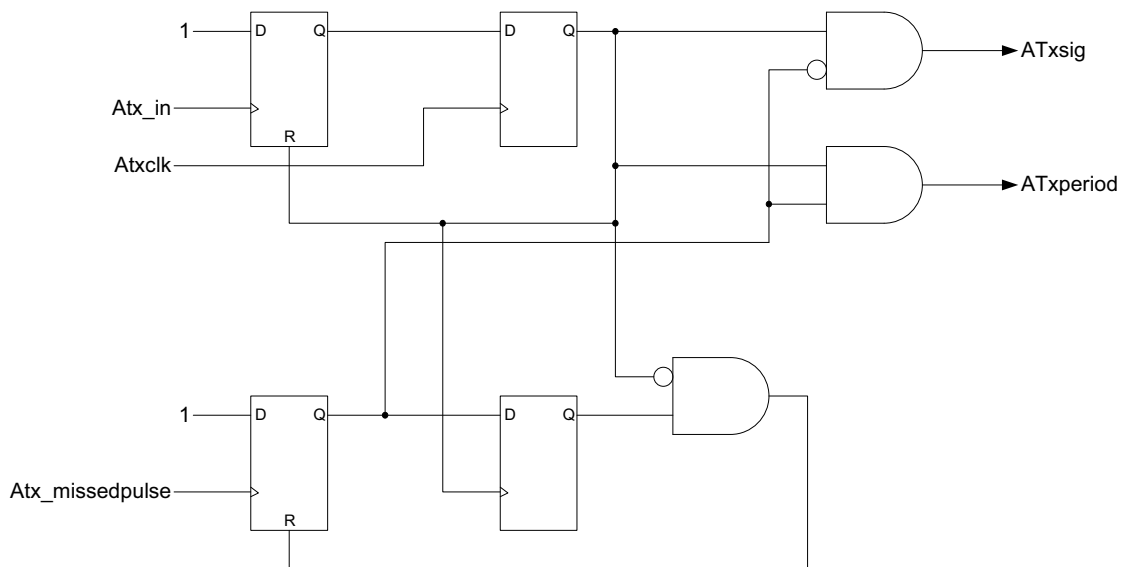 1
D
Q
D
Q
ATxsig
Atx_in
R
Atxclk
ATxperiod
1
D
Q
D
Q
Atx_missedpulse
R